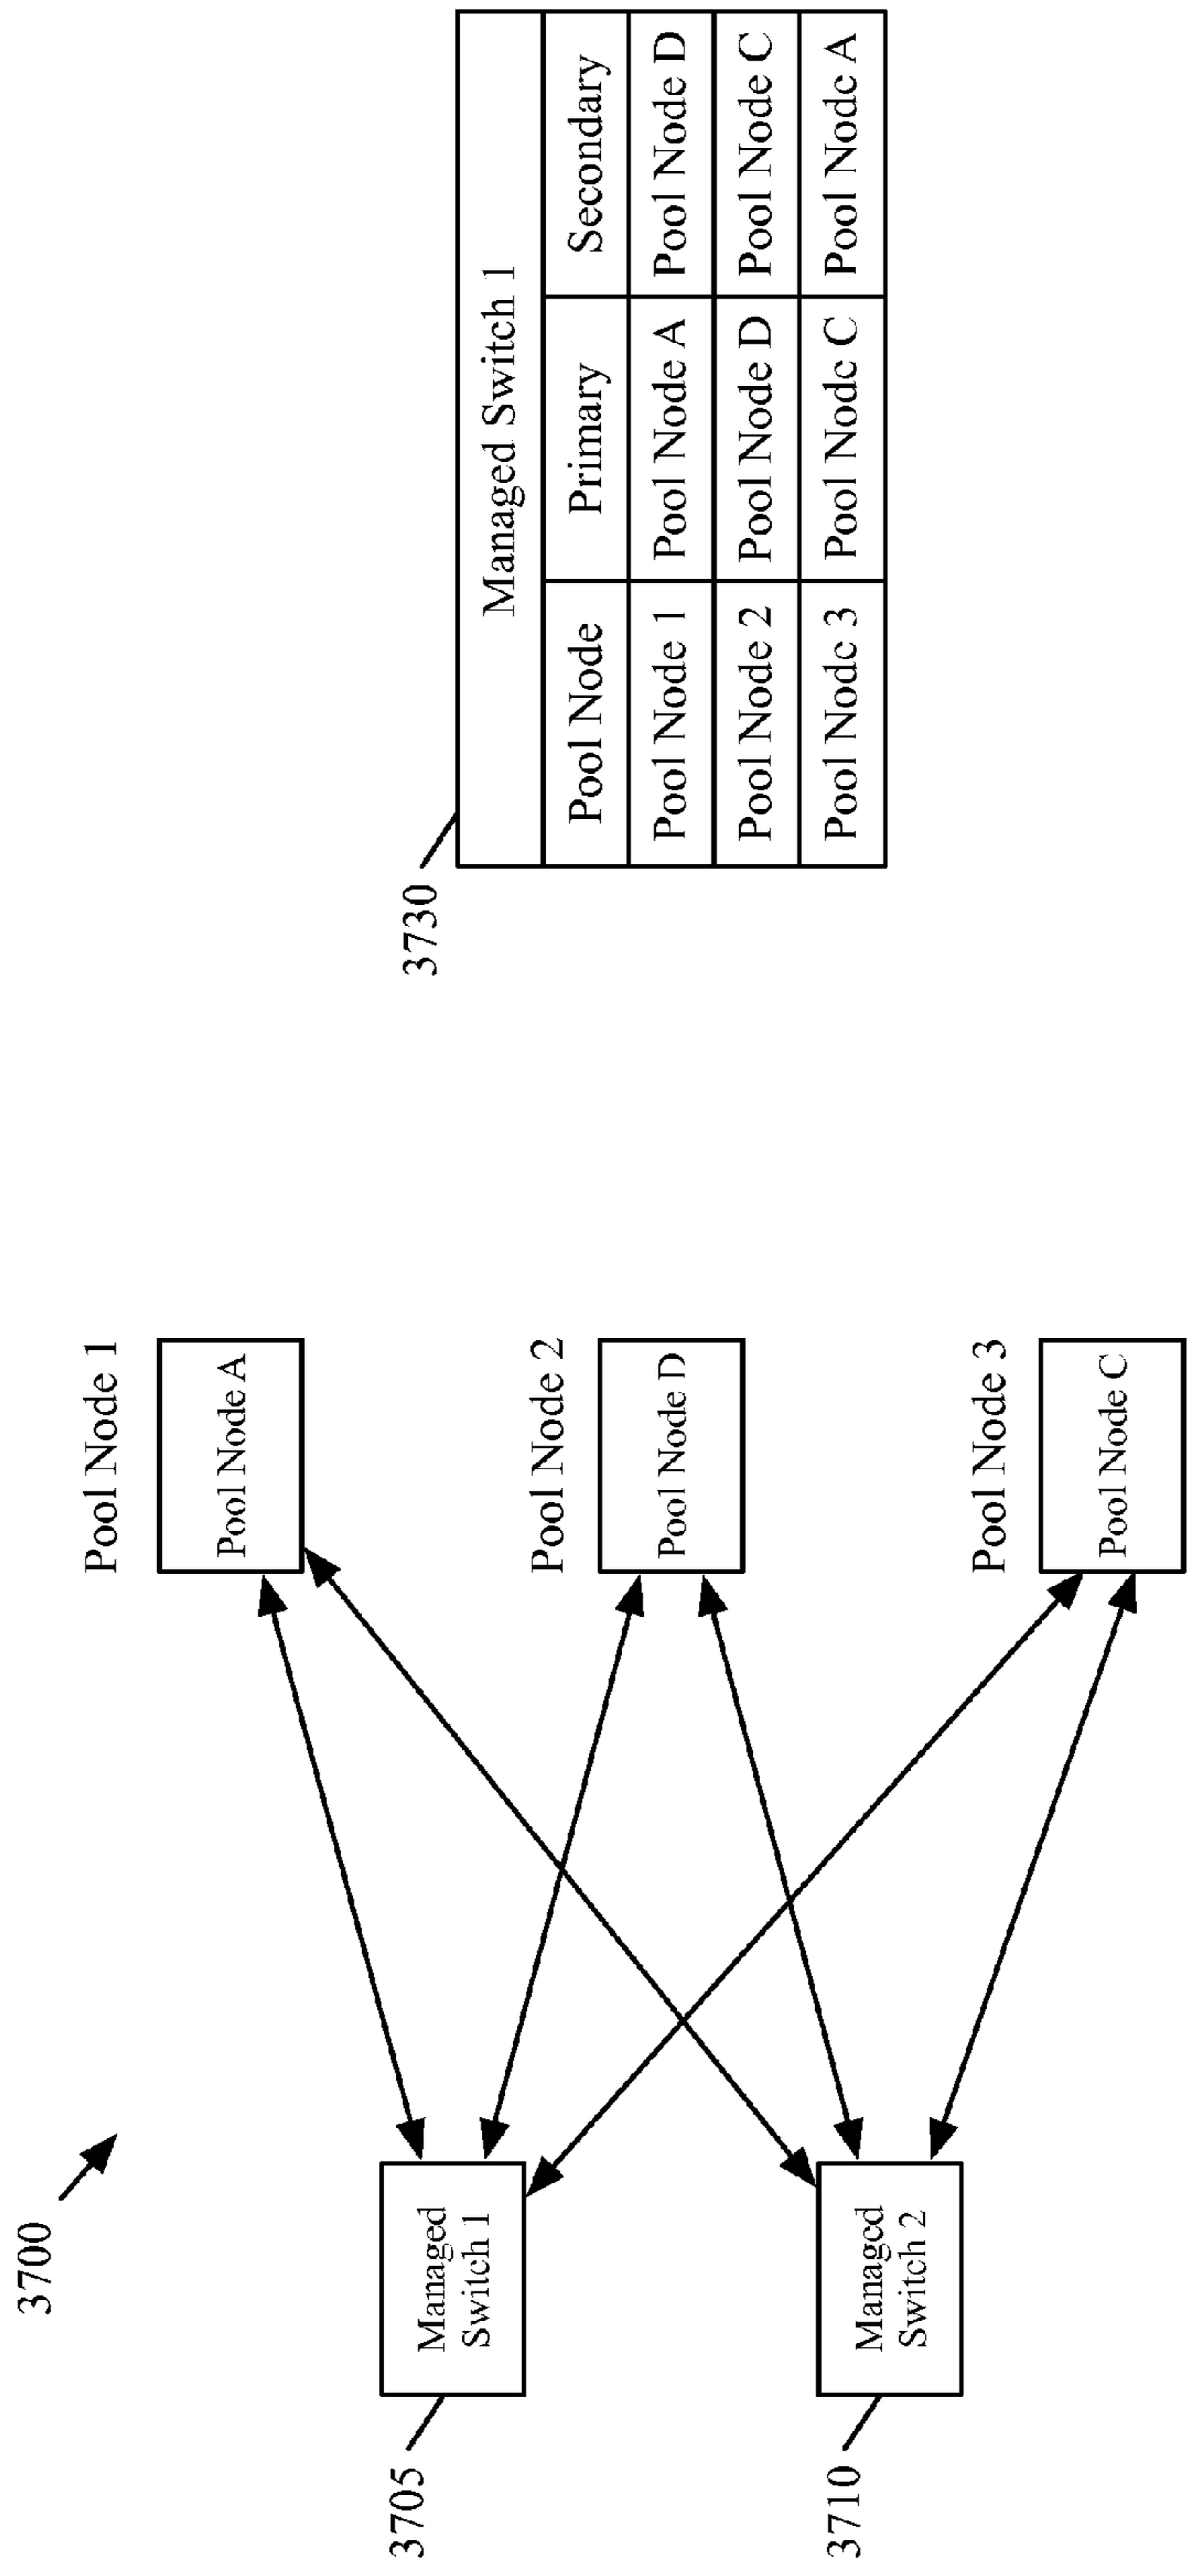 3700
3705
Managed
Switch 1
3710
Managed
Switch 2
Pool Node 1
Pool Node A
Pool Node 2
Pool Node D
Pool Node 3
Pool Node C
3730
Managed Switch 1
Pool Node Primary Secondary
Pool Node 1 Pool Node A Pool Node D
Pool Node 2 Pool Node D Pool Node C
Pool Node 3 Pool Node C Pool Node A